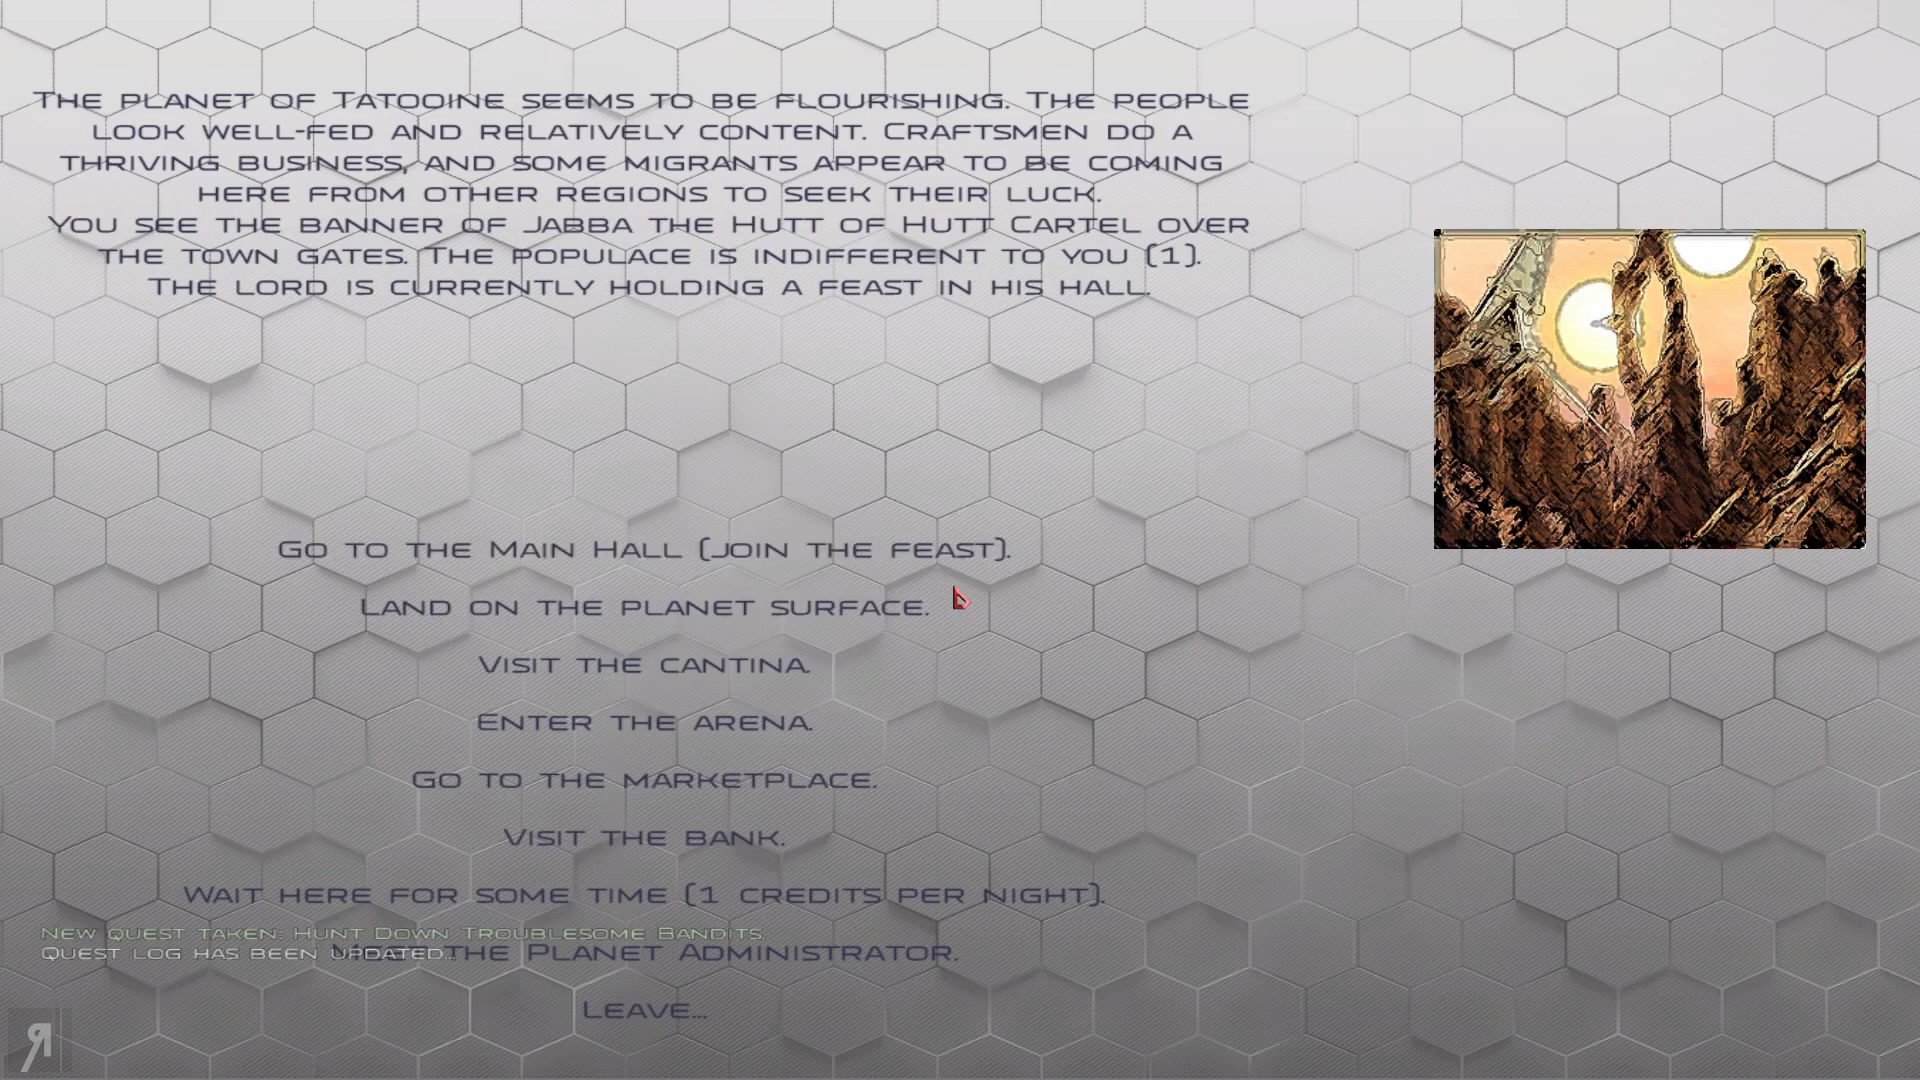 The planet of Tatooine seems to be flourishing. The people
look well-fed and relatively content. Craftsmen do a
thriving business, and some migrants appear to be coming
here from other regions to seek their luck.
You see the banner of Jabba the Hutt of Hutt Cartel over
the town gates. The populace is indifferent to you (1).
The lord is currently holding a feast in his hall.
Go to the Main Hall (join the feast).
Land on the planet surface.
Visit the cantina.
Enter the arena.
Go to the marketplace.
Visit the bank.
Wait here for some time (1 credits per night).
New quest taken: Hunt Down Troublesome Bandits.
Quest log has been updated...
Meet the Planet Administrator.
Leave...